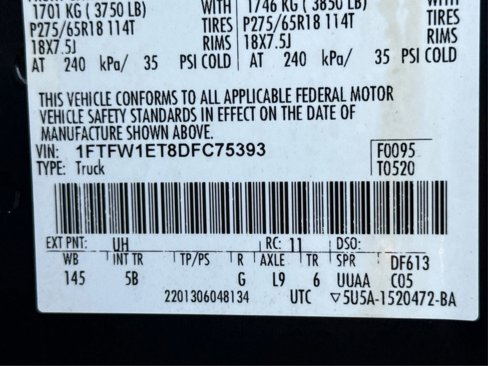 1701 KG ( 3750 LB) WITH 1746 KG ( 3850 LB) WITH
P275/65R18 114T TIRES P275/65R18 114T TIRES
18X7.5J RIMS 18X7.5J RIMS
AT 240 kPa/ 35 PSI COLD AT 240 kPa/ 35 PSI COLD
THIS VEHICLE CONFORMS TO ALL APPLICABLE FEDERAL MOTOR
VEHICLE SAFETY STANDARDS IN EFFECT ON THE DATE OF
MANUFACTURE SHOWN ABOVE.
VIN: 1FTFW1ET8DFC75393 F0095
TYPE: Truck T0520
EXT PNT: UH RC: 11 DSO:
WB INT TR TP/PS R AXLE TR SPR DF613
145 5B G L9 6 UUAA C05
2201306048134 UTC ▽5U5A-1520472-BA